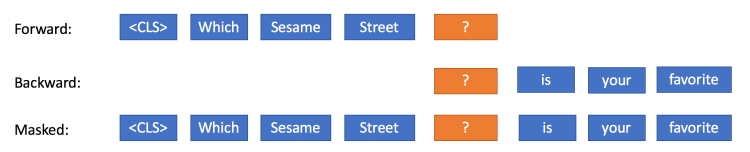 Forward: <CLS> Which Sesame Street ?
Backward: ? is your favorite
Masked: <CLS> Which Sesame Street ? is your favorite